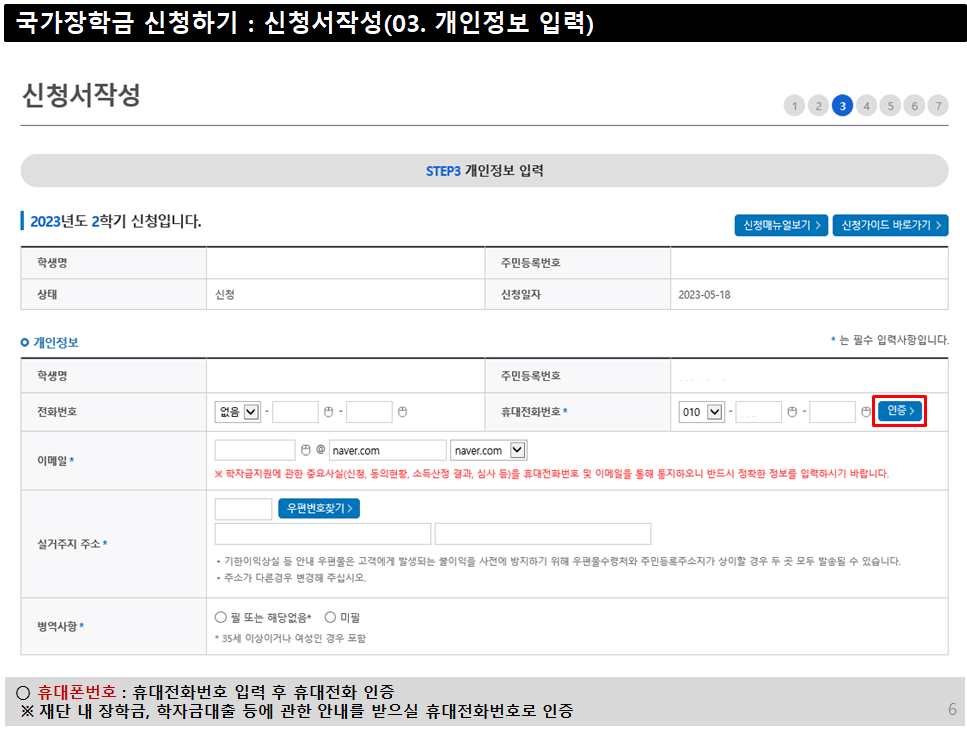 국가장학금 신청하기 : 신청서작성(03. 개인정보 입력)
신청서작성
1 2 3 4 5 6 7
STEP3 개인정보 입력
2023년도 2학기 신청입니다.
신청매뉴얼보기 > 신청가이드 바로가기 >
학생명 주민등록번호
상태 신청 신청일자 2023-05-18
개인정보
* 는 필수 입력사항입니다.
학생명 주민등록번호
전화번호 없음 - - 휴대전화번호* 010 - - 인증 >
이메일* @ naver.com naver.com
※ 학자금지원에 관한 중요사실(신청, 동의현황, 소득산정 결과, 심사 등)을 휴대전화번호 및 이메일을 통해 통지하오니 반드시 정확한 정보를 입력하시기 바랍니다.
실거주지 주소* 우편번호찾기 >
• 기한이익상실 등 안내 우편물은 고객에게 발생되는 불이익을 사전에 방지하기 위해 우편물수령처와 주민등록주소지가 상이할 경우 두 곳 모두 발송될 수 있습니다.
• 주소가 다른경우 변경해 주십시오.
병역사항* 필 또는 해당없음* 미필
* 35세 이상이거나 여성인 경우 포함
○ 휴대폰번호 : 휴대전화번호 입력 후 휴대전화 인증
※ 재단 내 장학금, 학자금대출 등에 관한 안내를 받으실 휴대전화번호로 인증
6